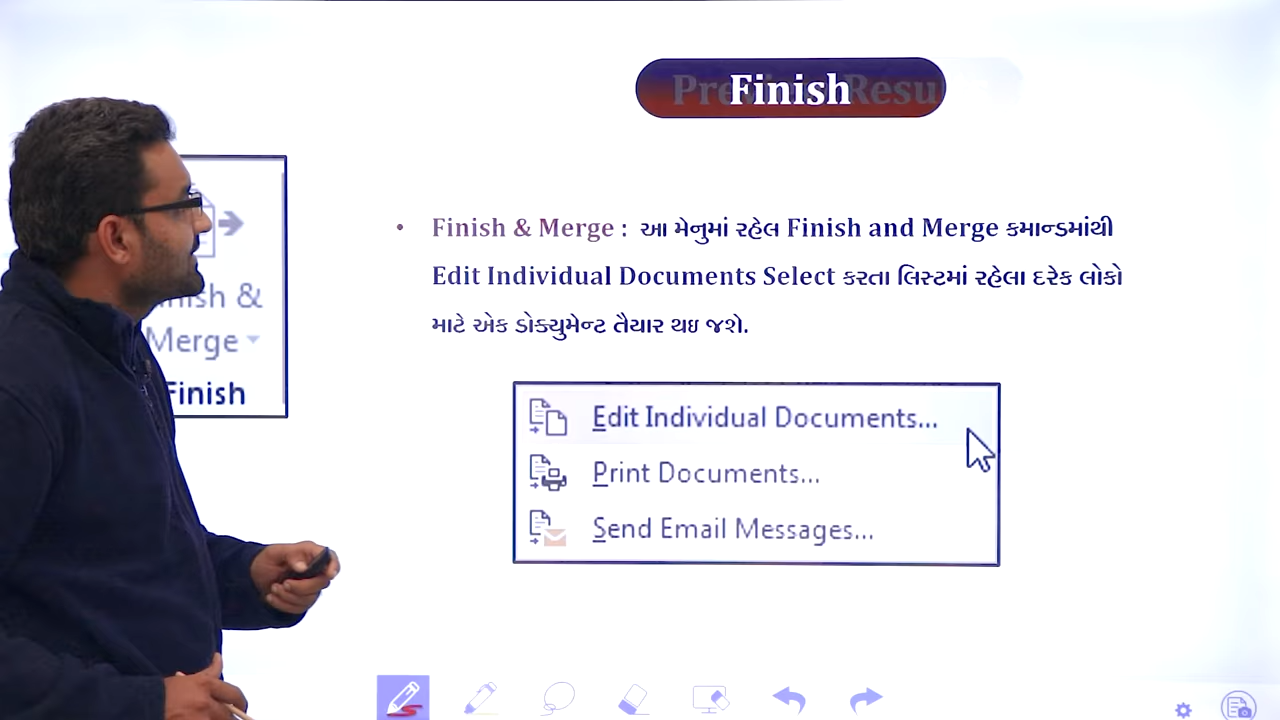 Finish
Finish & Merge : આ મેનુમાં રહેલ Finish and Merge કમાન્ડમાંથી
Edit Individual Documents Select કરતા લિસ્ટમાં રહેલા દરેક લોકો
માટે એક ડોક્યુમેન્ટ તૈયાર થઇ જશે.
&
Merge
Finish
Edit Individual Documents...
Print Documents...
Send Email Messages...